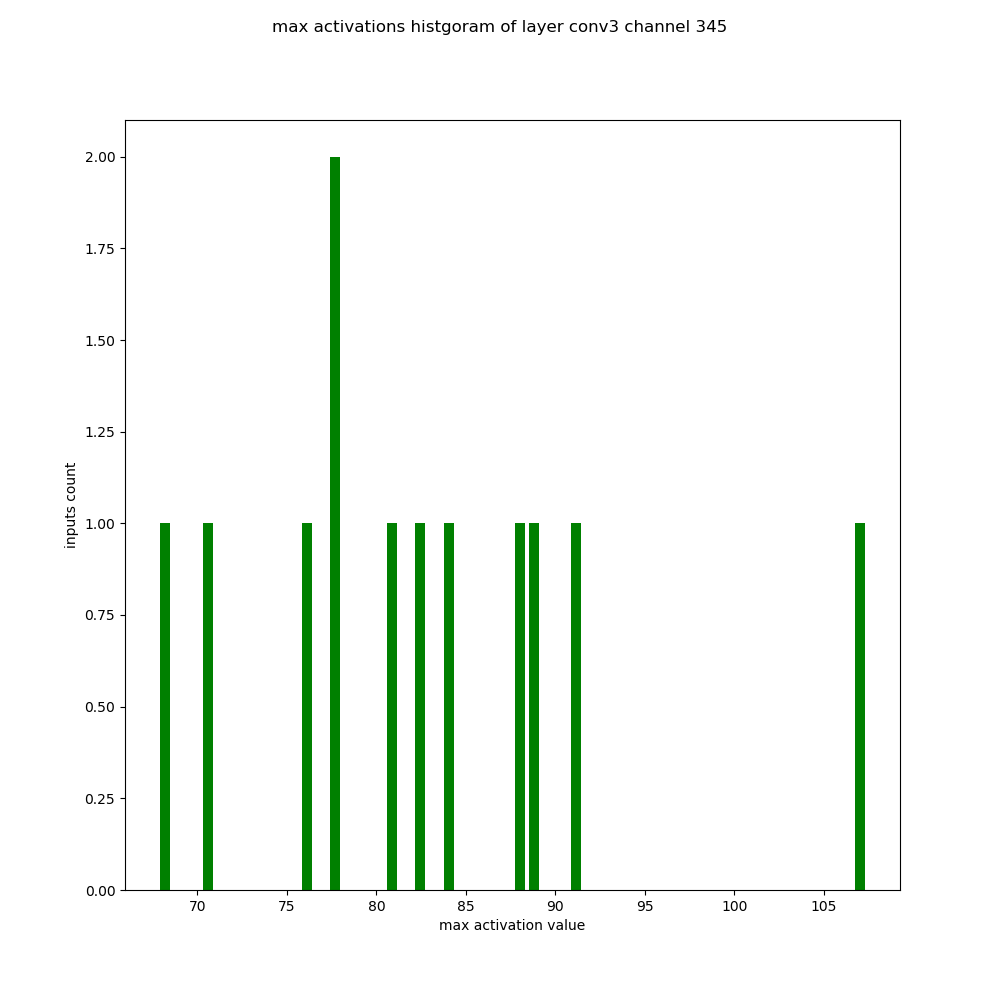 max activations histgoram of layer conv3 channel 345
2.00
1.75
1.50
1.25
1.00
0.75
0.50
0.25
0.00
inputs count
70 75 80 85 90 95 100 105
max activation value